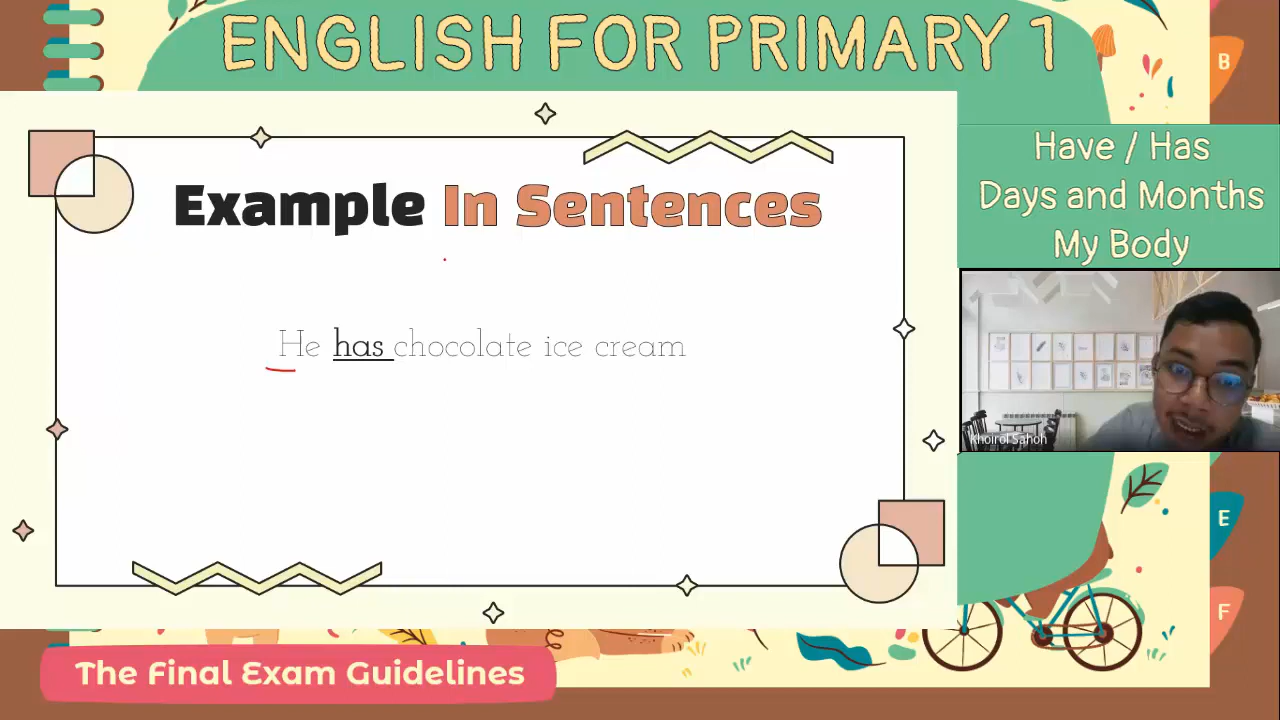 ENGLISH FOR PRIMARY 1
B
Have / Has
Days and Months
My Body
Example In Sentences
He has chocolate ice cream
Khoirol Sahoh
E
F
The Final Exam Guidelines